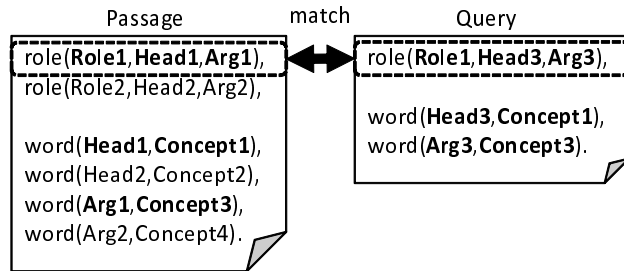 Passage
match
Query
role(Role1,Head1,Arg1),
role(Role2,Head2,Arg2),
word(Head1,Concept1),
word(Head2,Concept2),
word(Arg1,Concept3),
word(Arg2,Concept4).
role(Role1,Head3,Arg3),
word(Head3,Concept1),
word(Arg3,Concept3).